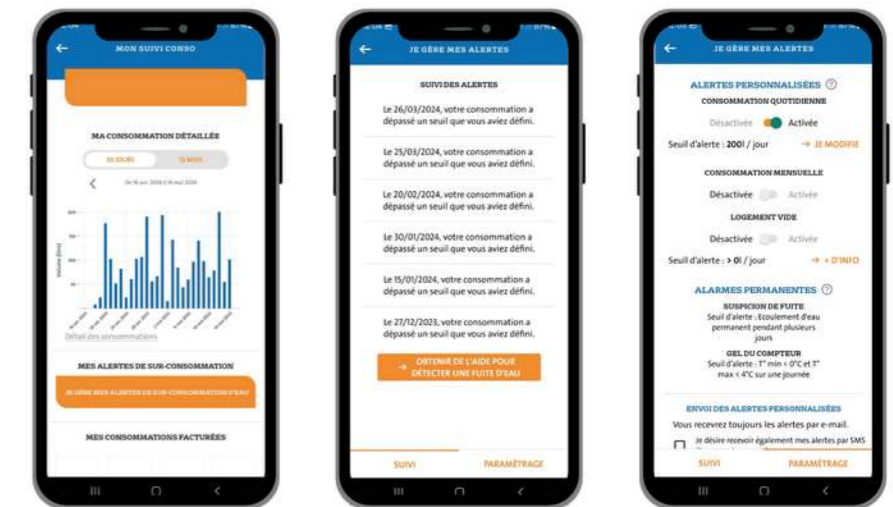 MON SUIVI CONSO
MA CONSOMMATION DÉTAILLÉE
30 JOURS
12 MOIS
Volume (litres)
Détail des consommations
MES ALERTES DE SUR-CONSOMMATION
JE GÈRE MES ALERTES DE SUR-CONSOMMATION D'EAU
MES CONSOMMATIONS FACTURÉES
JE GÈRE MES ALERTES
SUIVI DES ALERTES
Le 26/03/2024, votre consommation a
dépassé un seuil que vous aviez défini.
Le 25/03/2024, votre consommation a
dépassé un seuil que vous aviez défini.
Le 20/02/2024, votre consommation a
dépassé un seuil que vous aviez défini.
Le 30/01/2024, votre consommation a
dépassé un seuil que vous aviez défini.
Le 15/01/2024, votre consommation a
dépassé un seuil que vous aviez défini.
Le 27/12/2023, votre consommation a
dépassé un seuil que vous aviez défini.
→ OBTENIR DE L'AIDE POUR
DÉTECTER UNE FUITE D'EAU
SUIVI
PARAMÉTRAGE
JE GÈRE MES ALERTES
ALERTES PERSONNALISÉES ?
CONSOMMATION QUOTIDIENNE
Désactivée Activée
Seuil d'alerte : 200l / jour → JE MODIFIE
CONSOMMATION MENSUELLE
Désactivée Activée
LOGEMENT VIDE
Désactivée Activée
Seuil d'alerte : > 0l / jour → + D'INFO
ALARMES PERMANENTES ?
SUSPICION DE FUITE
Seuil d'alerte : Ecoulement d'eau
permanent pendant plusieurs
jours
GEL DU COMPTEUR
Seuil d'alerte : T° min < 0°C et T°
max < 4°C sur une journée
ENVOI DES ALERTES PERSONNALISÉES
Vous recevrez toujours les alertes par e-mail.
Je désire recevoir également mes alertes par SMS
SUIVI
PARAMÉTRAGE